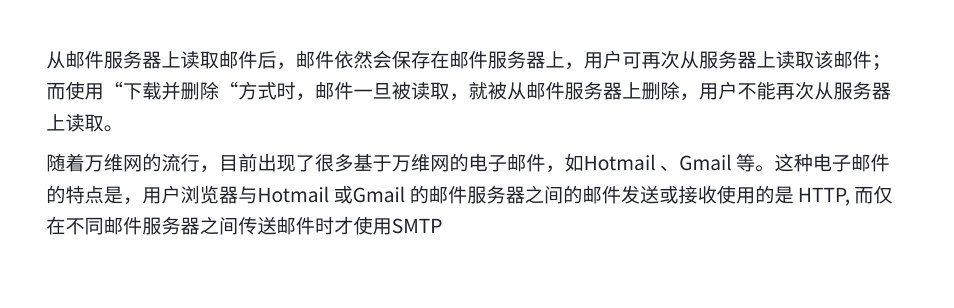 从邮件服务器上读取邮件后，邮件依然会保存在邮件服务器上，用户可再次从服务器上读取该邮件；
而使用“下载并删除“方式时，邮件一旦被读取，就被从邮件服务器上删除，用户不能再次从服务器
上读取。
随着万维网的流行，目前出现了很多基于万维网的电子邮件，如Hotmail 、Gmail 等。这种电子邮件
的特点是，用户浏览器与Hotmail 或Gmail 的邮件服务器之间的邮件发送或接收使用的是 HTTP, 而仅
在不同邮件服务器之间传送邮件时才使用SMTP